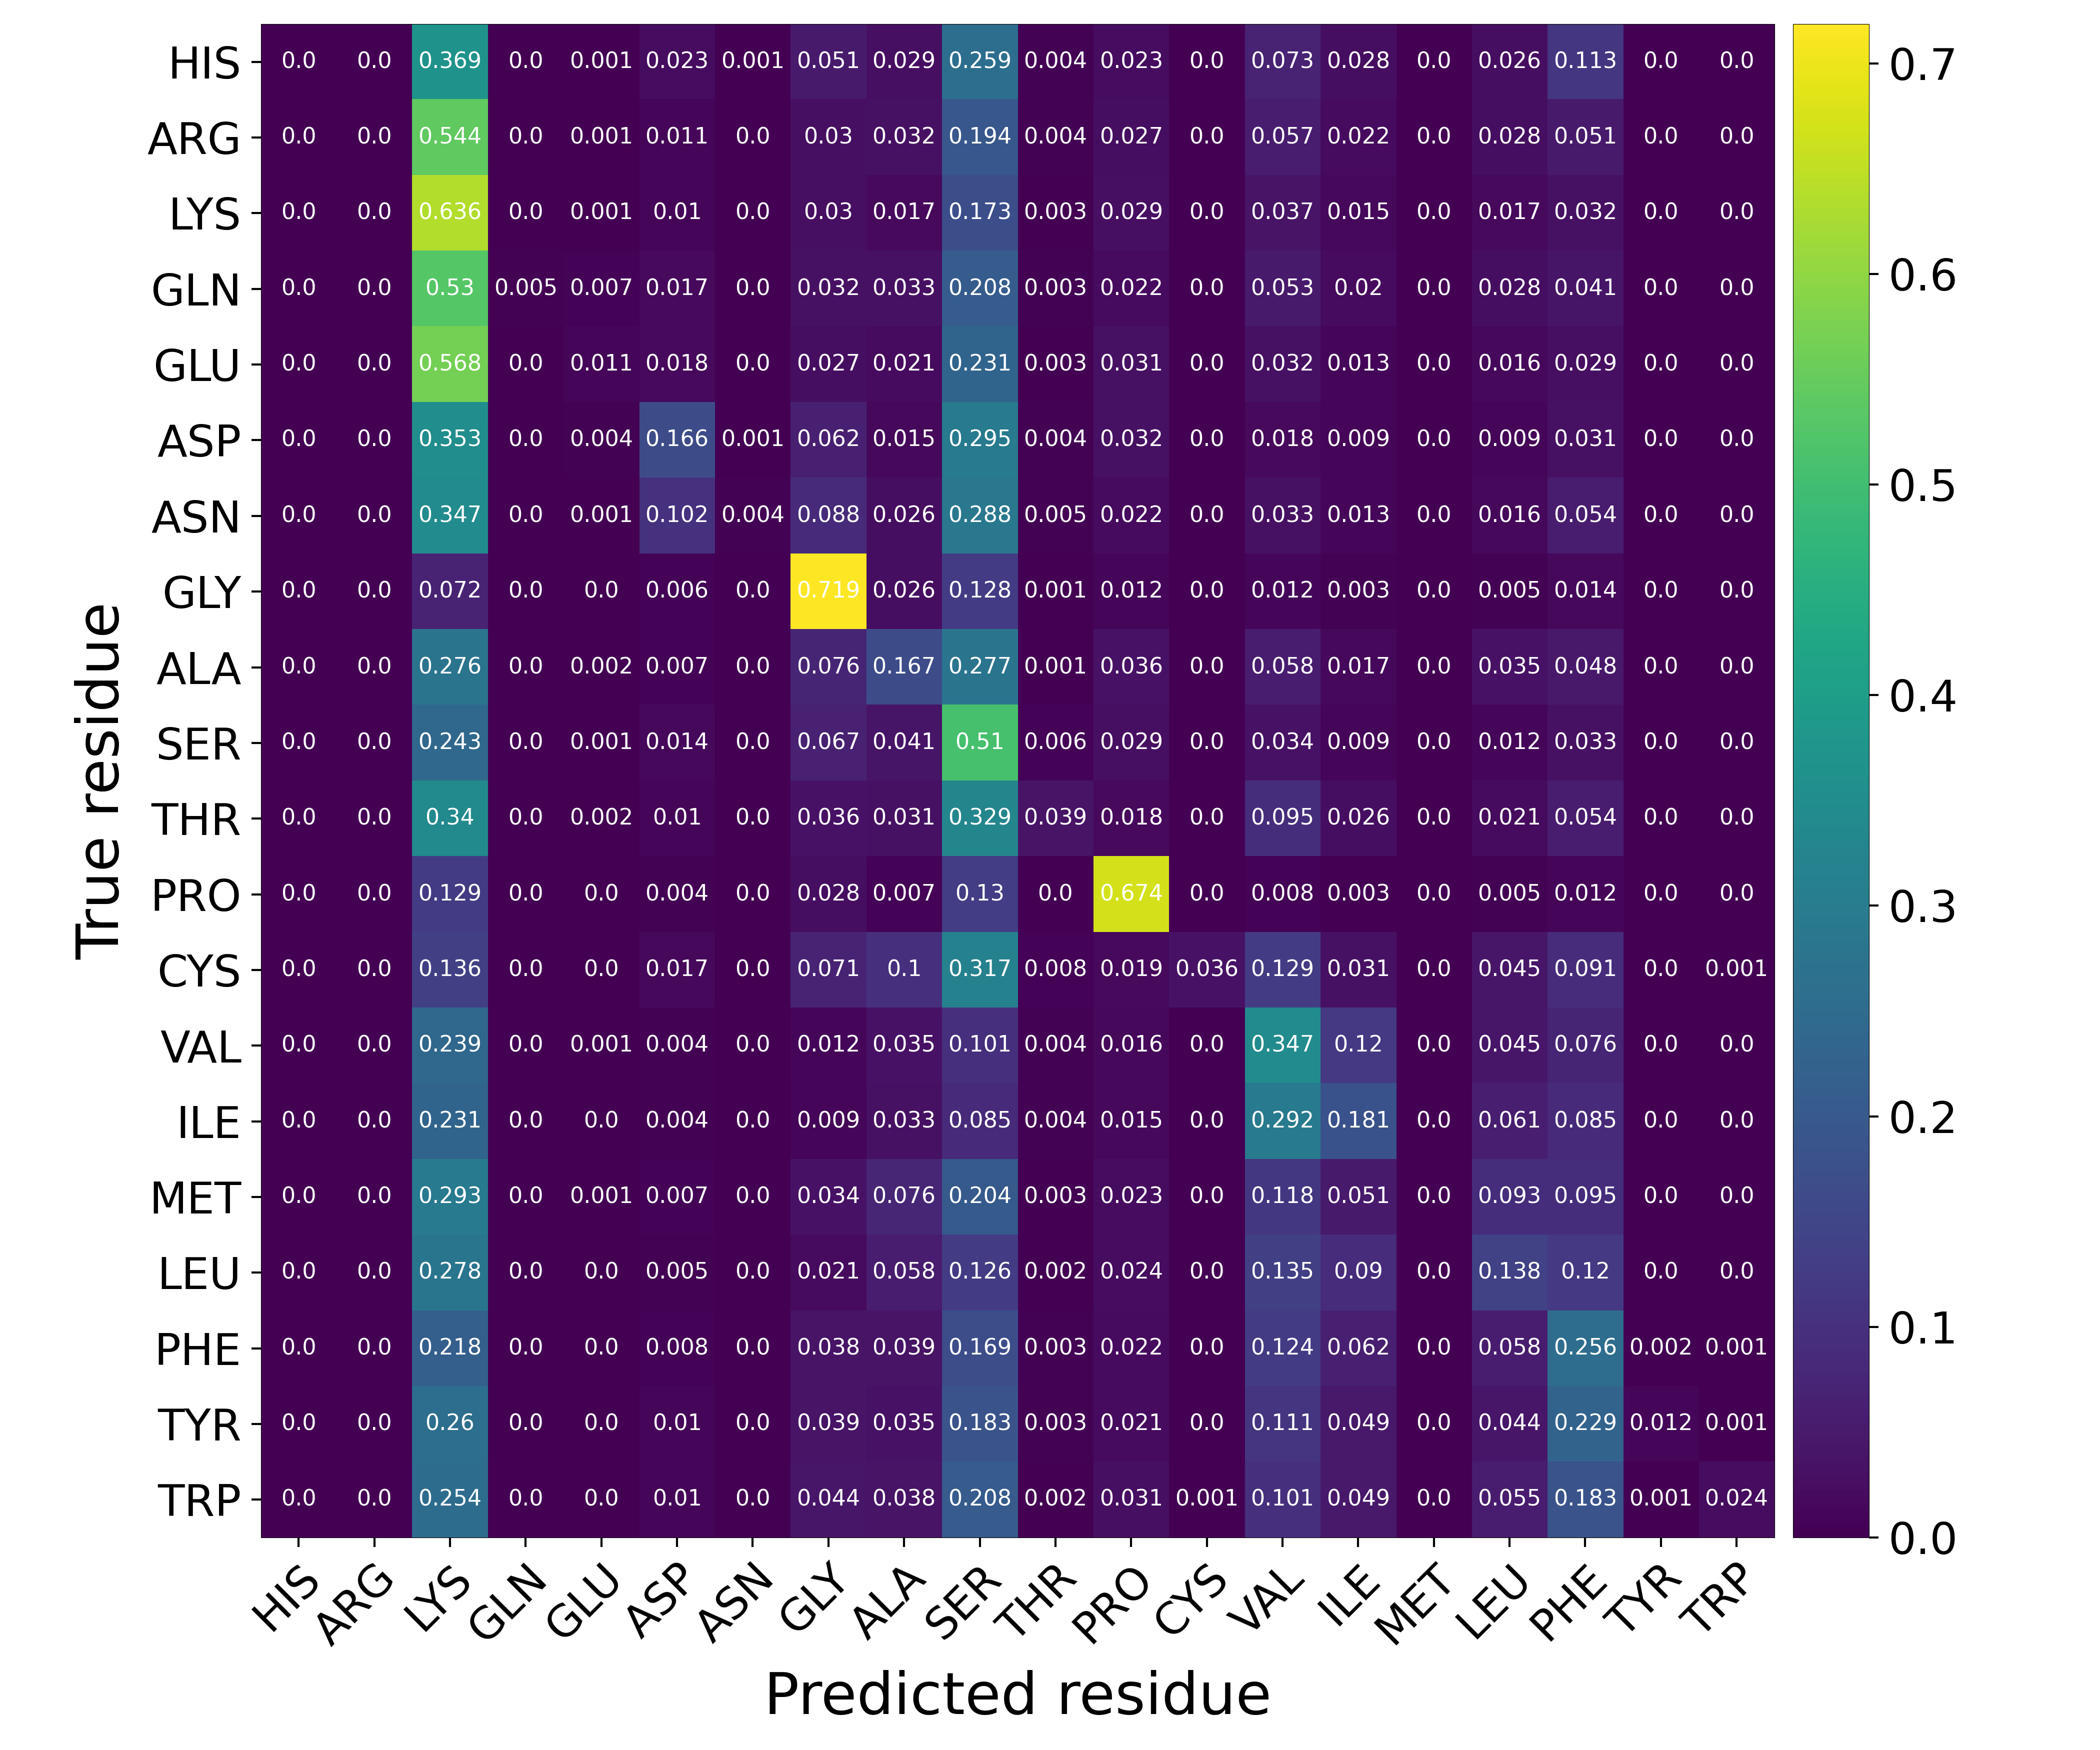 HIS 0.0 0.0 0.369 0.0 0.001 0.023 0.001 0.051 0.029 0.259 0.004 0.023 0.0 0.073 0.028 0.0 0.026 0.113 0.0 0.0
ARG 0.0 0.0 0.544 0.0 0.001 0.011 0.0 0.03 0.032 0.194 0.004 0.027 0.0 0.057 0.022 0.0 0.028 0.051 0.0 0.0
LYS 0.0 0.0 0.636 0.0 0.001 0.01 0.0 0.03 0.017 0.173 0.003 0.029 0.0 0.037 0.015 0.0 0.017 0.032 0.0 0.0
GLN 0.0 0.0 0.53 0.005 0.007 0.017 0.0 0.032 0.033 0.208 0.003 0.022 0.0 0.053 0.02 0.0 0.028 0.041 0.0 0.0
GLU 0.0 0.0 0.568 0.0 0.011 0.018 0.0 0.027 0.021 0.231 0.003 0.031 0.0 0.032 0.013 0.0 0.016 0.029 0.0 0.0
ASP 0.0 0.0 0.353 0.0 0.004 0.166 0.001 0.062 0.015 0.295 0.004 0.032 0.0 0.018 0.009 0.0 0.009 0.031 0.0 0.0
ASN 0.0 0.0 0.347 0.0 0.001 0.102 0.004 0.088 0.026 0.288 0.005 0.022 0.0 0.033 0.013 0.0 0.016 0.054 0.0 0.0
GLY 0.0 0.0 0.072 0.0 0.0 0.006 0.0 0.719 0.026 0.128 0.001 0.012 0.0 0.012 0.003 0.0 0.005 0.014 0.0 0.0
ALA 0.0 0.0 0.276 0.0 0.002 0.007 0.0 0.076 0.167 0.277 0.001 0.036 0.0 0.058 0.017 0.0 0.035 0.048 0.0 0.0
SER 0.0 0.0 0.243 0.0 0.001 0.014 0.0 0.067 0.041 0.51 0.006 0.029 0.0 0.034 0.009 0.0 0.012 0.033 0.0 0.0
THR 0.0 0.0 0.34 0.0 0.002 0.01 0.0 0.036 0.031 0.329 0.039 0.018 0.0 0.095 0.026 0.0 0.021 0.054 0.0 0.0
PRO 0.0 0.0 0.129 0.0 0.0 0.004 0.0 0.028 0.007 0.13 0.0 0.674 0.0 0.008 0.003 0.0 0.005 0.012 0.0 0.0
CYS 0.0 0.0 0.136 0.0 0.0 0.017 0.0 0.071 0.1 0.317 0.008 0.019 0.036 0.129 0.031 0.0 0.045 0.091 0.0 0.001
VAL 0.0 0.0 0.239 0.0 0.001 0.004 0.0 0.012 0.035 0.101 0.004 0.016 0.0 0.347 0.12 0.0 0.045 0.076 0.0 0.0
ILE 0.0 0.0 0.231 0.0 0.0 0.004 0.0 0.009 0.033 0.085 0.004 0.015 0.0 0.292 0.181 0.0 0.061 0.085 0.0 0.0
MET 0.0 0.0 0.293 0.0 0.001 0.007 0.0 0.034 0.076 0.204 0.003 0.023 0.0 0.118 0.051 0.0 0.093 0.095 0.0 0.0
LEU 0.0 0.0 0.278 0.0 0.0 0.005 0.0 0.021 0.058 0.126 0.002 0.024 0.0 0.135 0.09 0.0 0.138 0.12 0.0 0.0
PHE 0.0 0.0 0.218 0.0 0.0 0.008 0.0 0.038 0.039 0.169 0.003 0.022 0.0 0.124 0.062 0.0 0.058 0.256 0.002 0.001
TYR 0.0 0.0 0.26 0.0 0.0 0.01 0.0 0.039 0.035 0.183 0.003 0.021 0.0 0.111 0.049 0.0 0.044 0.229 0.012 0.001
TRP 0.0 0.0 0.254 0.0 0.0 0.01 0.0 0.044 0.038 0.208 0.002 0.031 0.001 0.101 0.049 0.0 0.055 0.183 0.001 0.024
HIS ARG LYS GLN GLU ASP ASN GLY ALA SER THR PRO CYS VAL ILE MET LEU PHE TYR TRP
Predicted residue
True residue
0.7
0.6
0.5
0.4
0.3
0.2
0.1
0.0